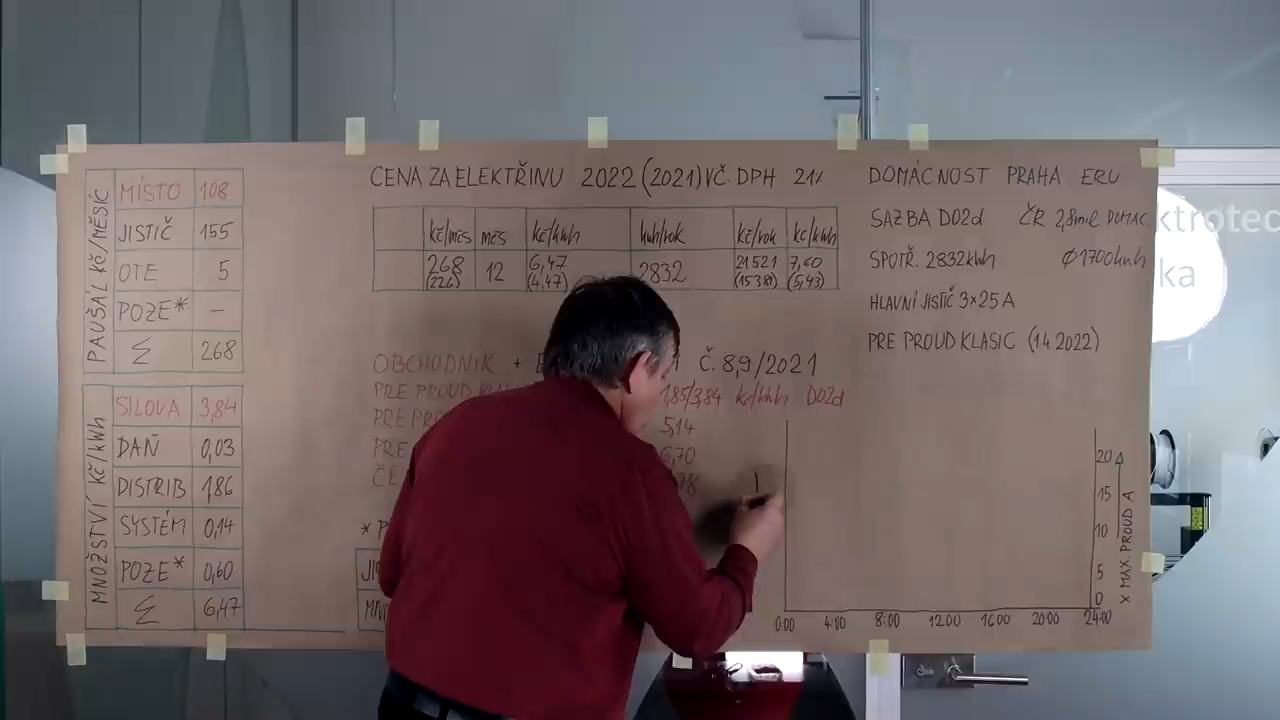 CENA ZA ELEKTŘINU 2022 (2021) VČ. DPH 21%
kč/měs měs kč/kWh kWh/rok kč/rok kč/kWh
268 12 6,47 2832 21521 7,60
(226) (4,47) (5,43)
DOMÁCNOST PRAHA ERU
SAZBA D02d ČR 2,8mil DOMÁC.
SPOTŘ. 2832kWh Ø1700kWh
HLAVNÍ JISTIČ 3×25A
PRE PROUD KLASIC (1 4 2022)
PAUŠÁL kč/MĚSÍC
MÍSTO 108
JISTIČ 155
OTE 5
POZE* –
Σ 268
MNOŽSTVÍ kč/kWh
SILOVÁ 3,84
DAŇ 0,03
DISTRIB 1,86
SYSTÉM 0,14
POZE* 0,60
Σ 6,47
OBCHODNÍK + Č. 8,9/2021
PRE PROUD 1,85/3,84 kč/kWh D02d
5,14
PRE 6,70
20
15
10
5
0
X MAX. PROUD A
0:00 4:00 8:00 12:00 16:00 20:00 24:00